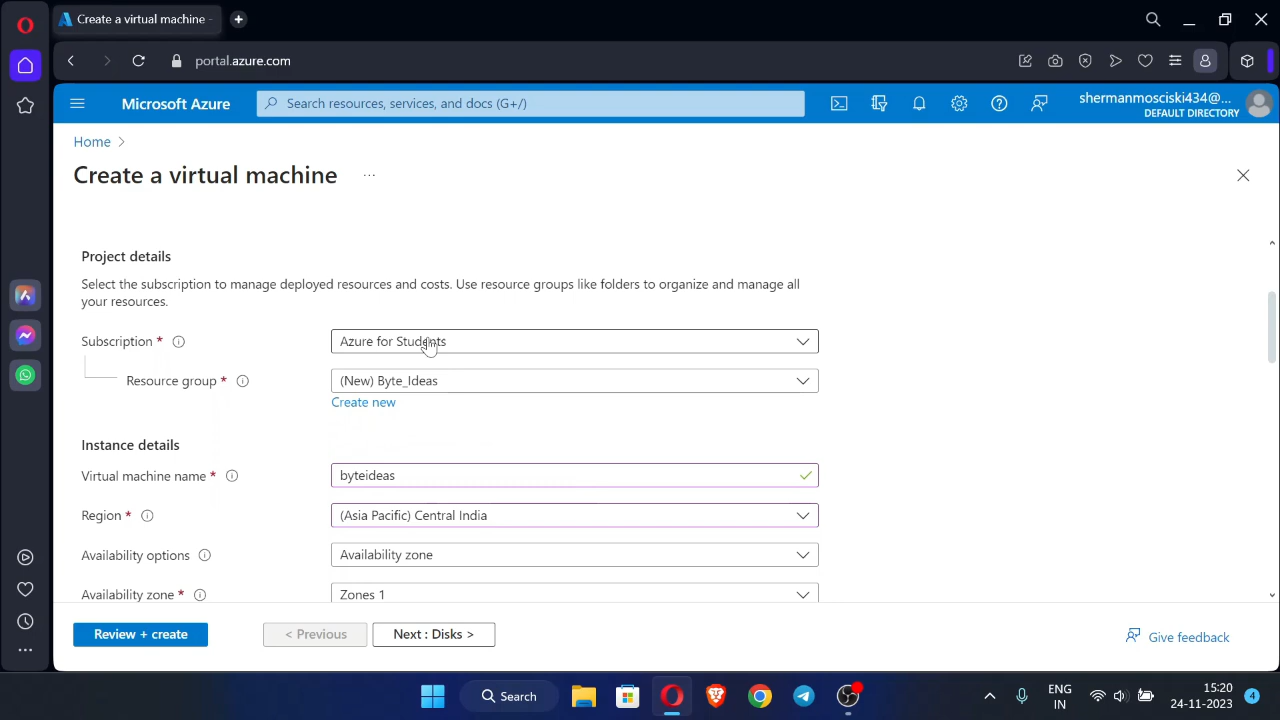 Create a virtual machine -
portal.azure.com
Microsoft Azure
Search resources, services, and docs (G+/)
shermanmosciski434@...
DEFAULT DIRECTORY
Home >
Create a virtual machine ...
Project details
Select the subscription to manage deployed resources and costs. Use resource groups like folders to organize and manage all
your resources.
Subscription *
Azure for Students
Resource group *
(New) Byte_Ideas
Create new
Instance details
Virtual machine name *
byteideas
Region *
(Asia Pacific) Central India
Availability options
Availability zone
Availability zone *
Zones 1
Review + create
< Previous
Next : Disks >
Give feedback
Search
ENG
IN
15:20
24-11-2023
4